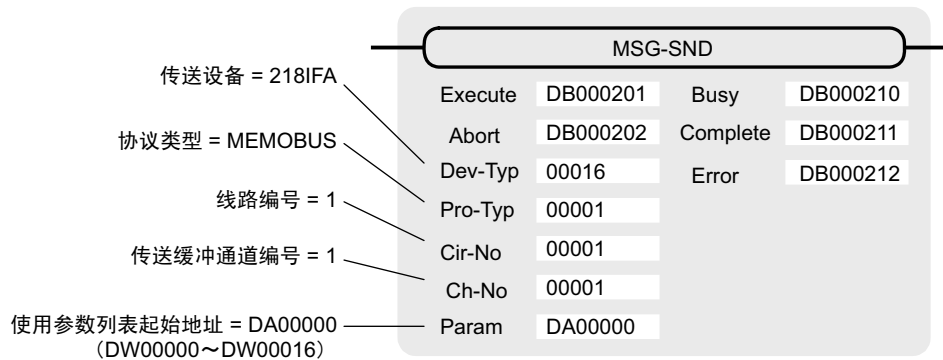 MSG-SND
传送设备 = 218IFA
Execute DB000201 Busy DB000210
协议类型 = MEMOBUS
Abort DB000202 Complete DB000211
Dev-Typ 00016 Error DB000212
线路编号 = 1
Pro-Typ 00001
传送缓冲通道编号 = 1
Cir-No 00001
Ch-No 00001
使用参数列表起始地址 = DA00000
Param DA00000
（DW00000～DW00016）